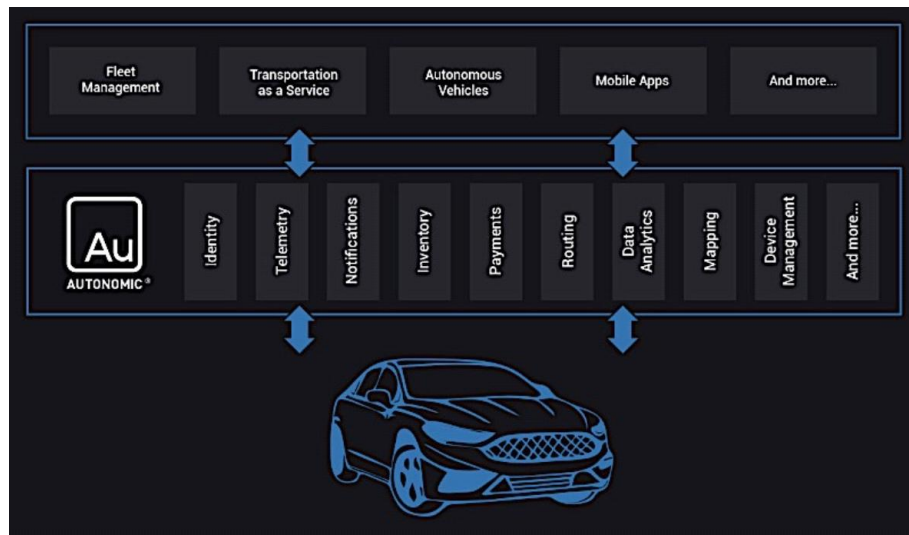 Fleet
Management
Transportation
as a Service
Autonomous
Vehicles
Mobile Apps
And more...
Au
AUTONOMIC®
Identity
Telemetry
Notifications
Inventory
Payments
Routing
Data
Analytics
Mapping
Device
Management
And more...